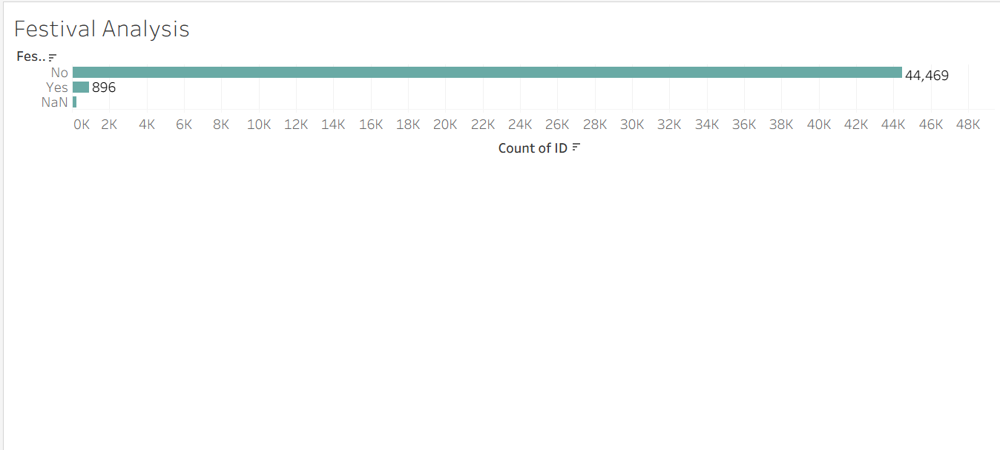 Festival Analysis
Fes..
No 44,469
Yes 896
NaN
0K 2K 4K 6K 8K 10K 12K 14K 16K 18K 20K 22K 24K 26K 28K 30K 32K 34K 36K 38K 40K 42K 44K 46K 48K
Count of ID